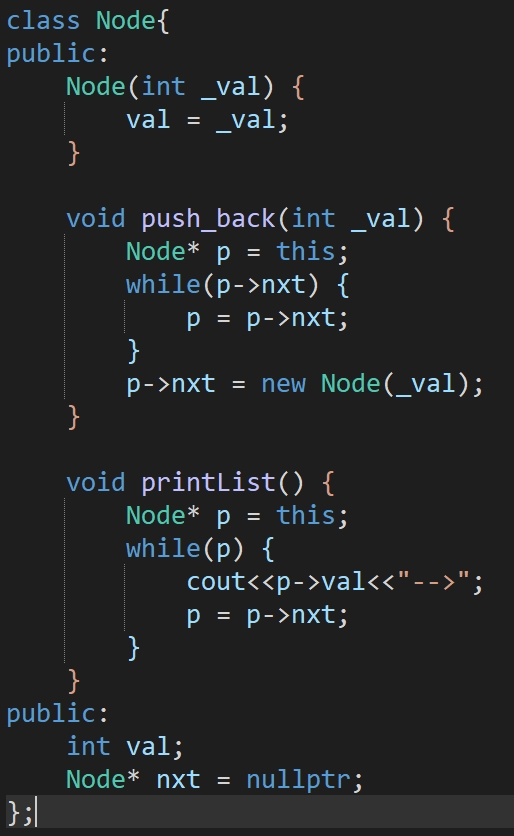 class Node{
public:
    Node(int _val) {
        val = _val;
    }

    void push_back(int _val) {
        Node* p = this;
        while(p->nxt) {
            p = p->nxt;
        }
        p->nxt = new Node(_val);
    }

    void printList() {
        Node* p = this;
        while(p) {
            cout<<p->val<<"-->";
            p = p->nxt;
        }
    }
public:
    int val;
    Node* nxt = nullptr;
};